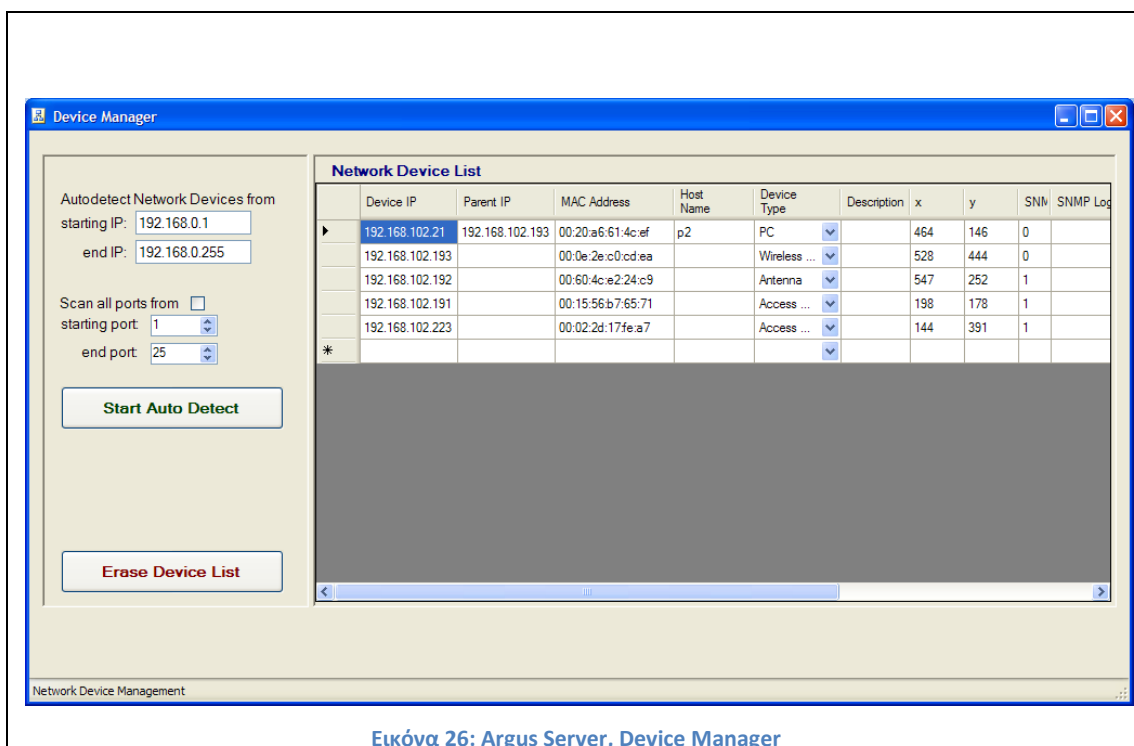 Device Manager
Autodetect Network Devices from
starting IP: 192.168.0.1
end IP: 192.168.0.255
Scan all ports from
starting port: 1
end port: 25
Start Auto Detect
Erase Device List
Network Device List
Device IP Parent IP MAC Address Host Name Device Type Description x y SNM SNMP Log
192.168.102.21 192.168.102.193 00:20:a6:61:4c:ef p2 PC 464 146 0
192.168.102.193 00:0e:2e:c0:cd:ea Wireless ... 528 444 0
192.168.102.192 00:60:4c:e2:24:c9 Antenna 547 252 1
192.168.102.191 00:15:56:b7:65:71 Access ... 198 178 1
192.168.102.223 00:02:2d:17:fe:a7 Access ... 144 391 1
Network Device Management
Εικόνα 26: Argus Server, Device Manager